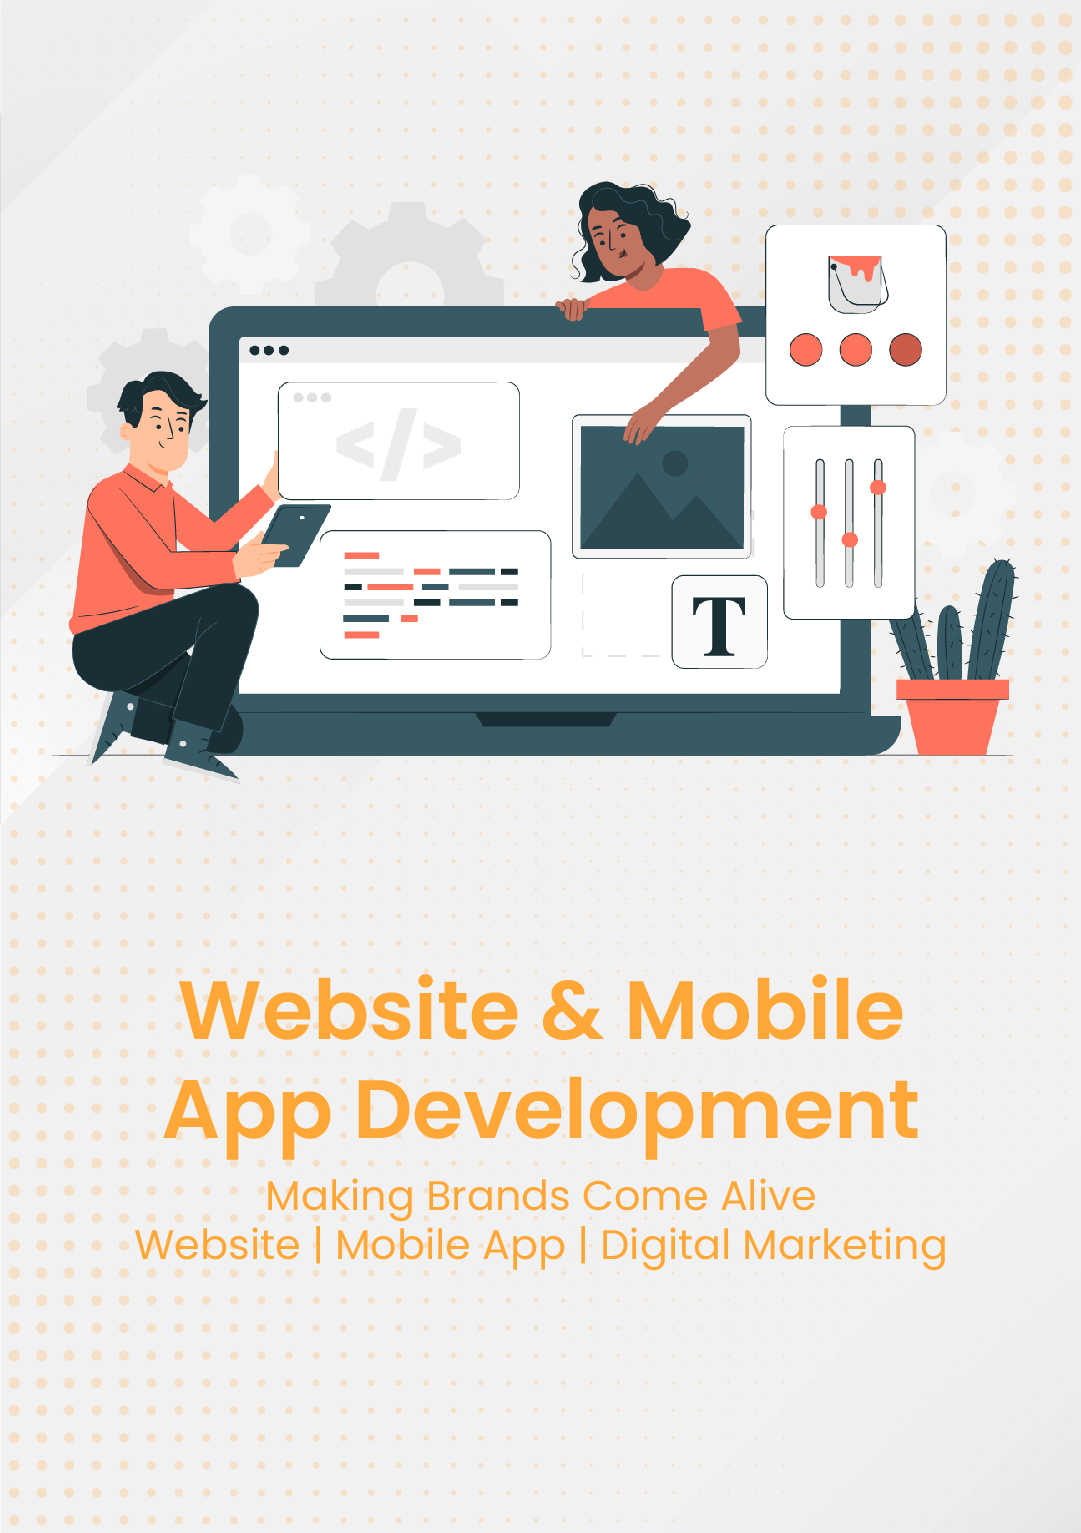 </>
T
Website & Mobile
App Development
Making Brands Come Alive
Website | Mobile App | Digital Marketing